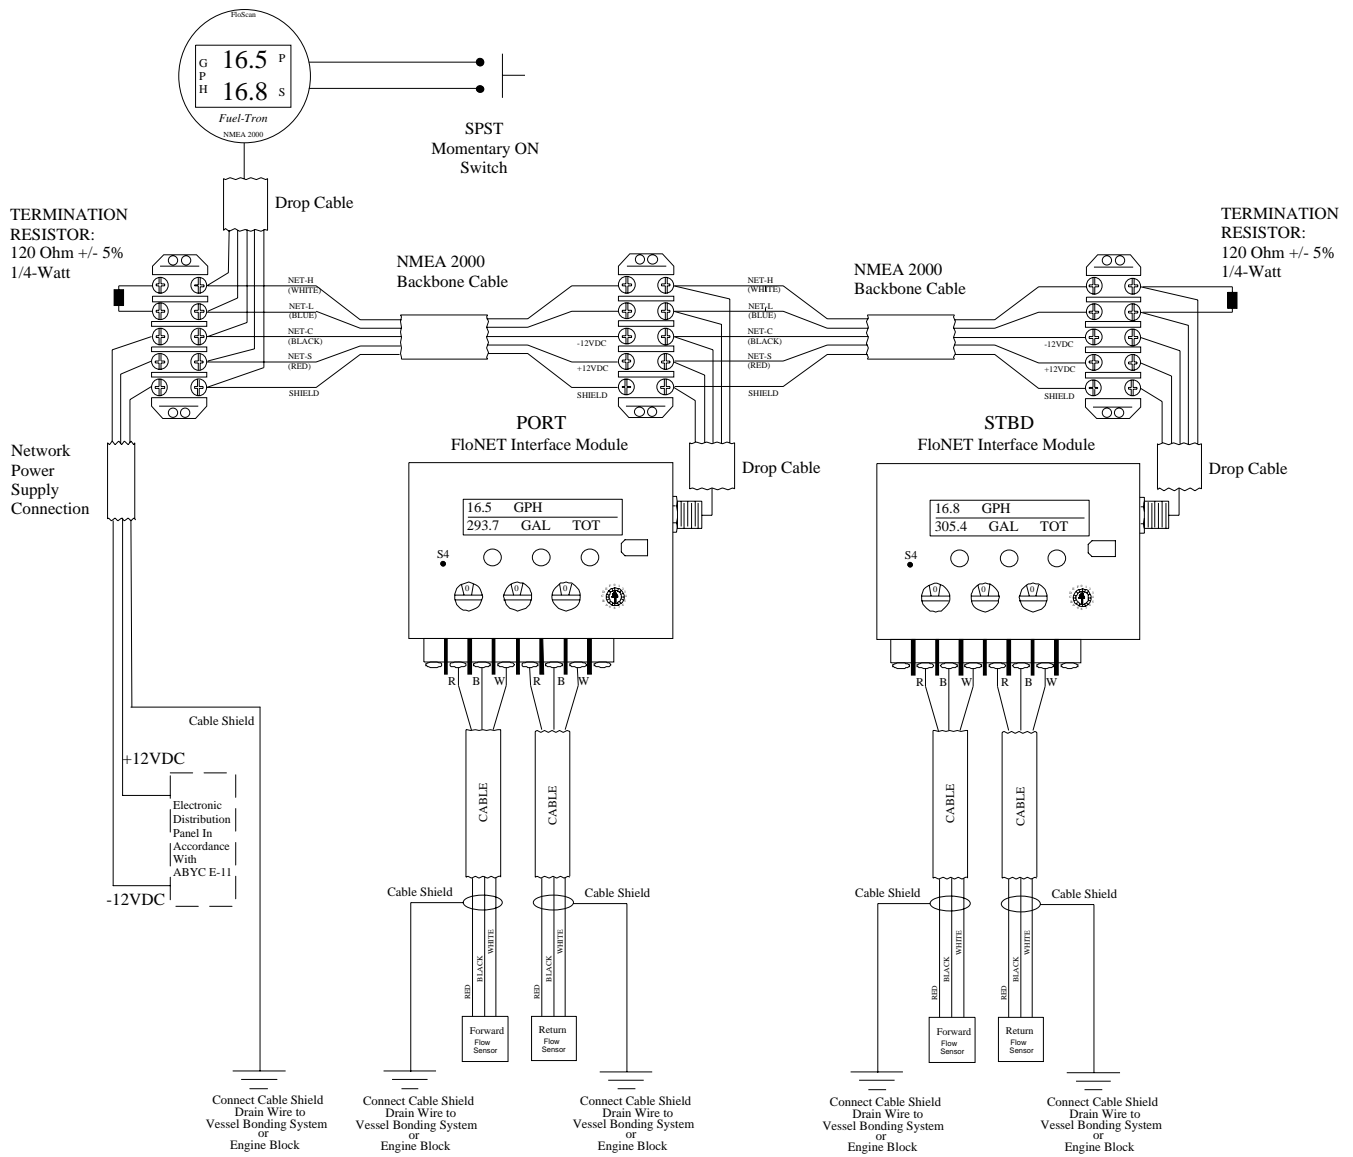 FloScan
G
P
H
16.5 P
16.8 S
Fuel-Tron
NMEA 2000
SPST
Momentary ON
Switch
Drop Cable
TERMINATION
RESISTOR:
120 Ohm +/- 5%
1/4-Watt
NMEA 2000
Backbone Cable
NMEA 2000
Backbone Cable
TERMINATION
RESISTOR:
120 Ohm +/- 5%
1/4-Watt
NET-H
(WHITE)
NET-L
(BLUE)
NET-C
(BLACK)
NET-S
(RED)
SHIELD
-12VDC
+12VDC
SHIELD
NET-H
(WHITE)
NET-L
(BLUE)
NET-C
(BLACK)
NET-S
(RED)
SHIELD
-12VDC
+12VDC
SHIELD
Network
Power
Supply
Connection
PORT
FloNET Interface Module
Drop Cable
16.5 GPH
293.7 GAL TOT
S4
0
0
0
R B W R B W
STBD
FloNET Interface Module
Drop Cable
16.8 GPH
305.4 GAL TOT
S4
0
0
0
R B W R B W
Cable Shield
+12VDC
Electronic
Distribution
Panel In
Accordance
With
ABYC E-11
-12VDC
CABLE
CABLE
CABLE
CABLE
Cable Shield
Cable Shield
Cable Shield
Cable Shield
RED
BLACK
WHITE
RED
BLACK
WHITE
RED
BLACK
WHITE
RED
BLACK
WHITE
Forward
Flow
Sensor
Return
Flow
Sensor
Forward
Flow
Sensor
Return
Flow
Sensor
Connect Cable Shield
Drain Wire to
Vessel Bonding System
or
Engine Block
Connect Cable Shield
Drain Wire to
Vessel Bonding System
or
Engine Block
Connect Cable Shield
Drain Wire to
Vessel Bonding System
or
Engine Block
Connect Cable Shield
Drain Wire to
Vessel Bonding System
or
Engine Block
Connect Cable Shield
Drain Wire to
Vessel Bonding System
or
Engine Block